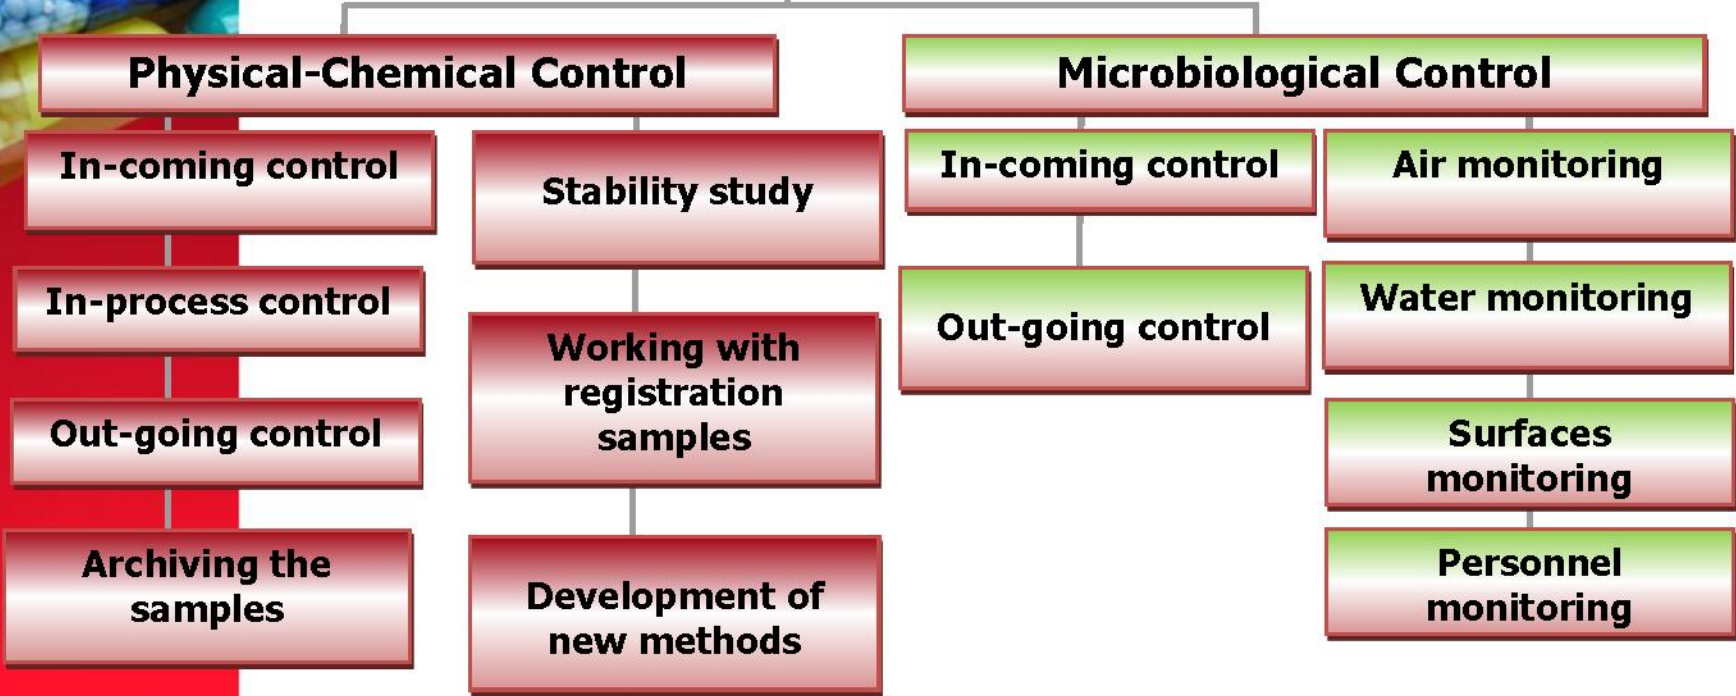 Physical-Chemical Control
In-coming control
In-process control
Out-going control
Archiving the
samples
Stability study
Working with
registration
samples
Development of
new methods
Microbiological Control
In-coming control
Out-going control
Air monitoring
Water monitoring
Surfaces
monitoring
Personnel
monitoring